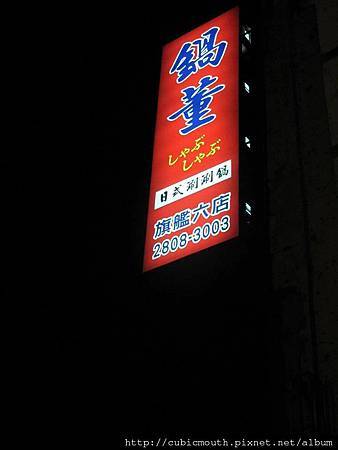 鍋董
しゃぶ
しゃぶ
日式涮涮鍋
旗艦六店
2808-3003
http://cubicmouth.pixnet.net/album